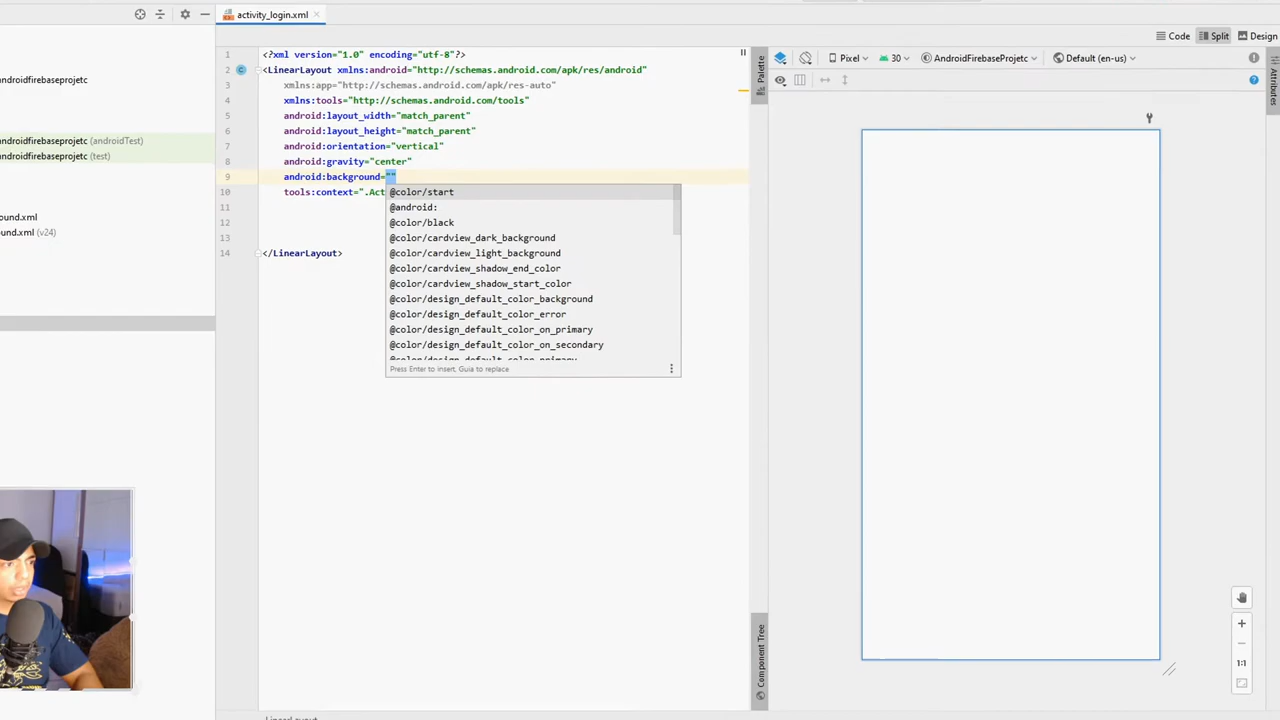 activity_login.xml
Code Split Design
androidfirebaseprojetc
androidfirebaseprojetc (androidTest)
androidfirebaseprojetc (test)
ound.xml
ound.xml (v24)
1 <?xml version="1.0" encoding="utf-8"?>
2 <LinearLayout xmlns:android="http://schemas.android.com/apk/res/android"
3 xmlns:app="http://schemas.android.com/apk/res-auto"
4 xmlns:tools="http://schemas.android.com/tools"
5 android:layout_width="match_parent"
6 android:layout_height="match_parent"
7 android:orientation="vertical"
8 android:gravity="center"
9 android:background=""
10 tools:context=".Act
11
12
13
14 </LinearLayout>
@color/start
@android:
@color/black
@color/cardview_dark_background
@color/cardview_light_background
@color/cardview_shadow_end_color
@color/cardview_shadow_start_color
@color/design_default_color_background
@color/design_default_color_error
@color/design_default_color_on_primary
@color/design_default_color_on_secondary
@color/design_default_color_primary
Press Enter to insert, Guia to replace
Palette
Pixel 30 AndroidFirebaseProjetc Default (en-us)
Attributes
Component Tree
1:1
LinearLayout